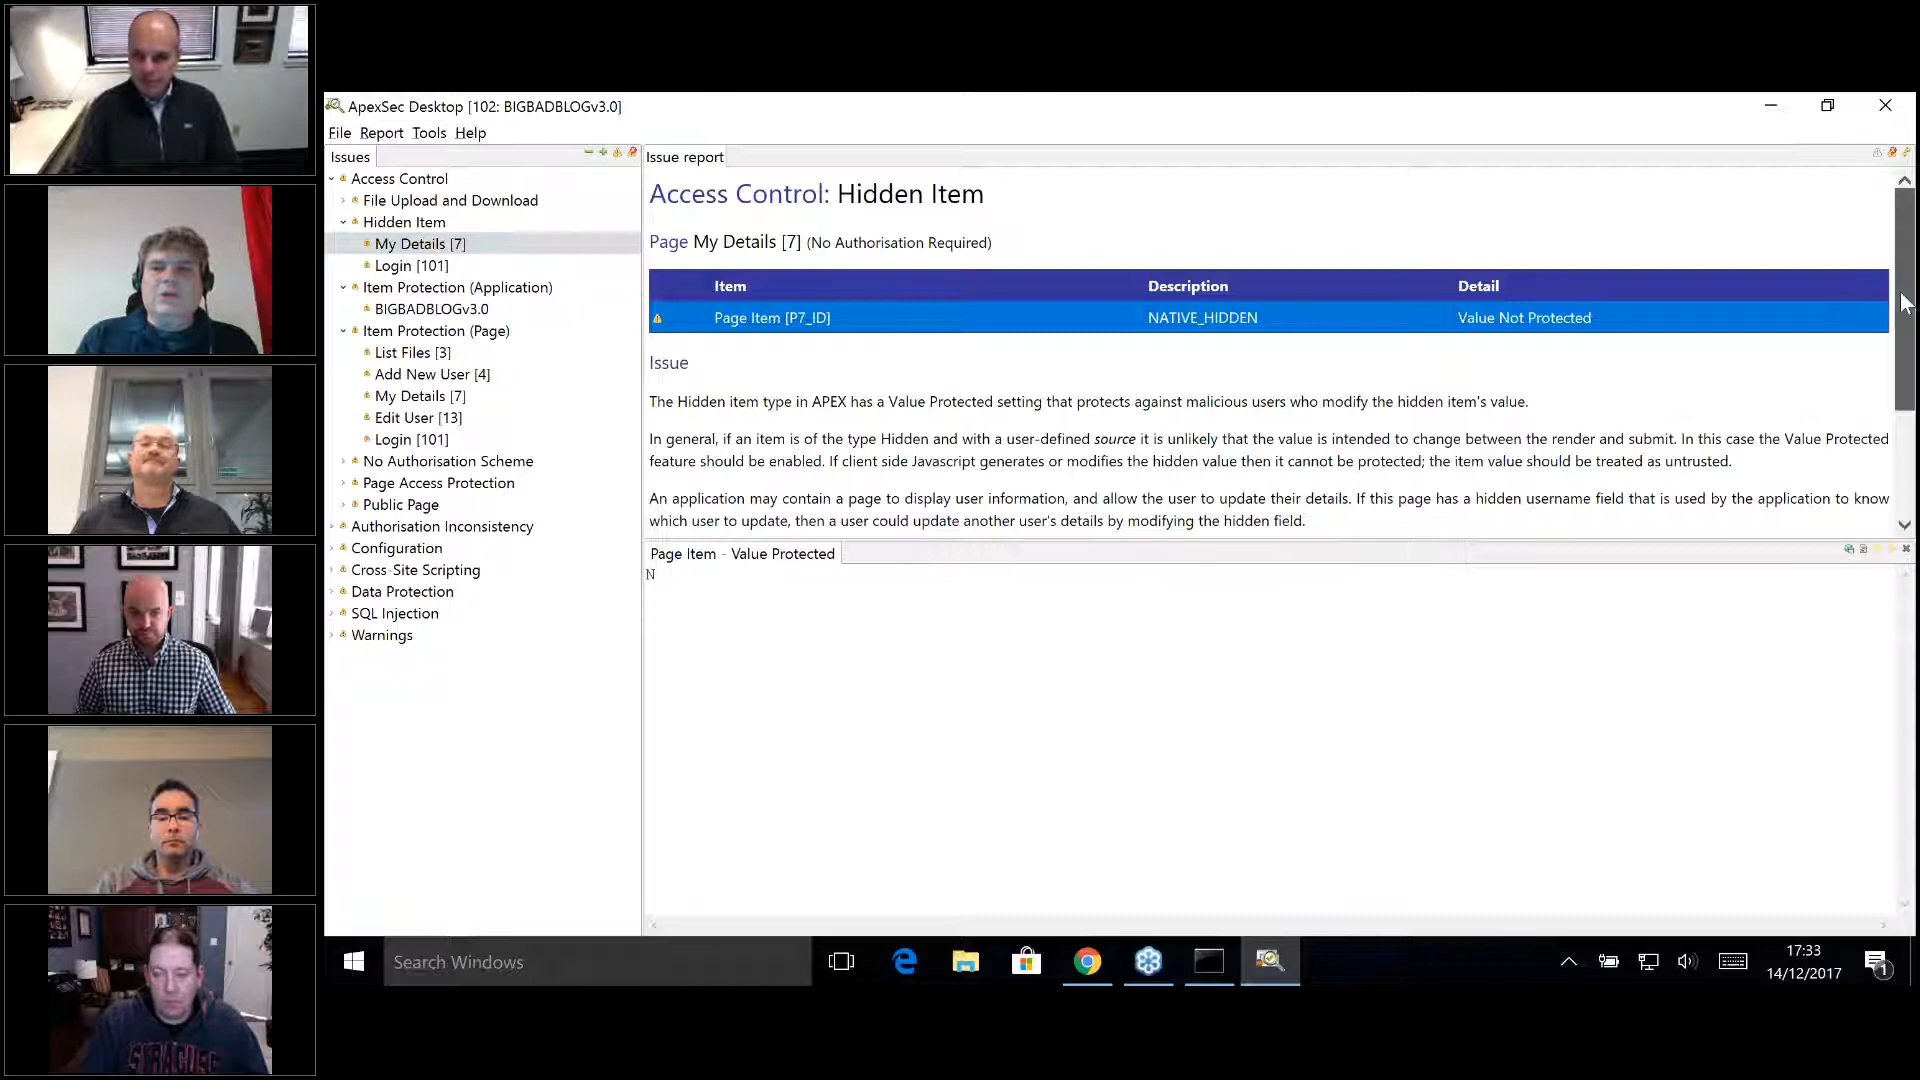 ApexSec Desktop [102: BIGBADBLOGv3.0]
File Report Tools Help
Issues
Access Control
File Upload and Download
Hidden Item
My Details [7]
Login [101]
Item Protection (Application)
BIGBADBLOGv3.0
Item Protection (Page)
List Files [3]
Add New User [4]
My Details [7]
Edit User [13]
Login [101]
No Authorisation Scheme
Page Access Protection
Public Page
Authorisation Inconsistency
Configuration
Cross-Site Scripting
Data Protection
SQL Injection
Warnings
Issue report
Access Control: Hidden Item
Page My Details [7] (No Authorisation Required)
Item Description Detail
Page Item [P7_ID] NATIVE_HIDDEN Value Not Protected
Issue
The Hidden item type in APEX has a Value Protected setting that protects against malicious users who modify the hidden item's value.
In general, if an item is of the type Hidden and with a user-defined source it is unlikely that the value is intended to change between the render and submit. In this case the Value Protected
feature should be enabled. If client side Javascript generates or modifies the hidden value then it cannot be protected; the item value should be treated as untrusted.
An application may contain a page to display user information, and allow the user to update their details. If this page has a hidden username field that is used by the application to know
which user to update, then a user could update another user's details by modifying the hidden field.
Page Item - Value Protected
N
SYRACUSE
Search Windows
17:33
14/12/2017
1